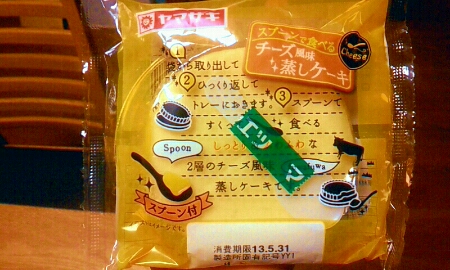 ヤマザキ
スプーンで食べる
チーズ風味
蒸しケーキ
Cheese
1
袋から取り出して
2
ひっくり返して
トレーにおきます。
3
スプーンで
すくって
食べる
Spoon
しっとり
わな
2層のチーズ風
uwa
蒸しケーキで
スプーン付
消費期限13.5.31
製造所固有記号YY1